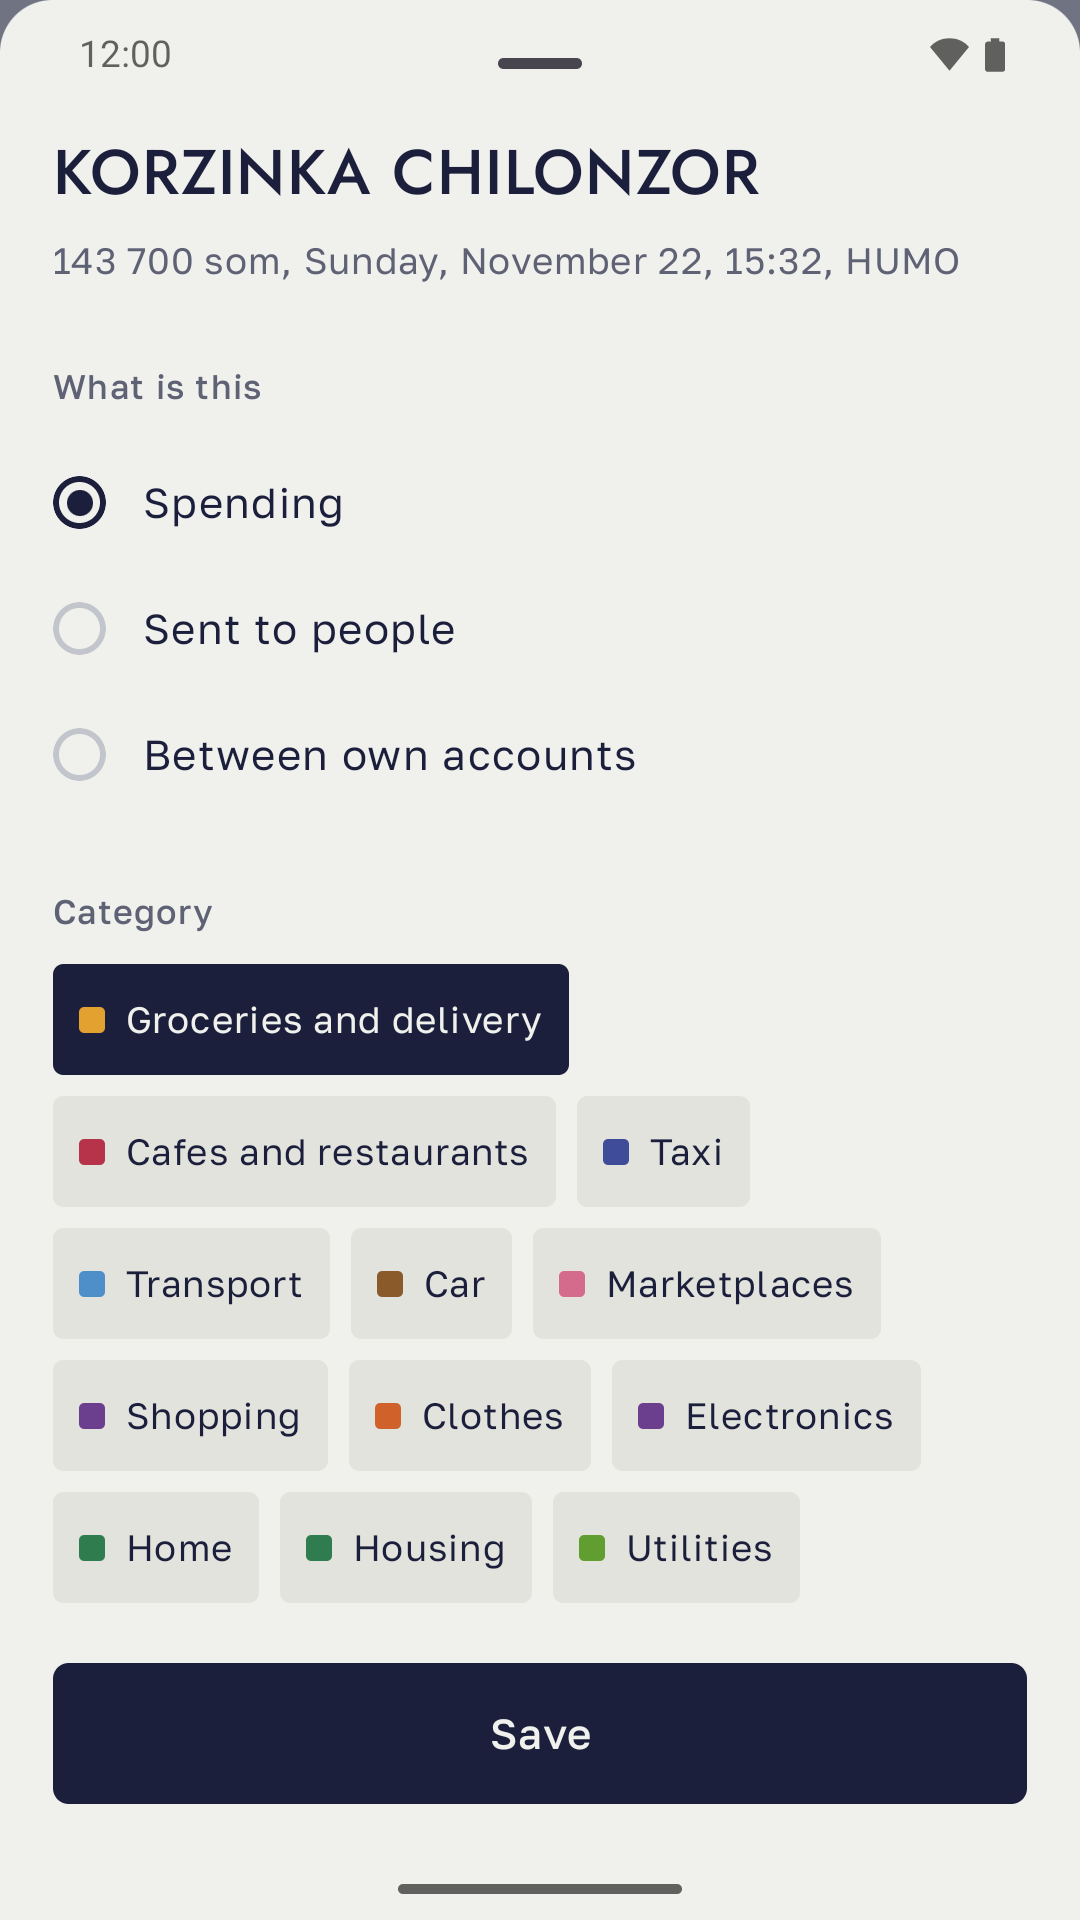 12:00
KORZINKA CHILONZOR
143 700 som, Sunday, November 22, 15:32, HUMO
What is this
Spending
Sent to people
Between own accounts
Category
Groceries and delivery
Cafes and restaurants Taxi
Transport Car Marketplaces
Shopping Clothes Electronics
Home Housing Utilities
Save